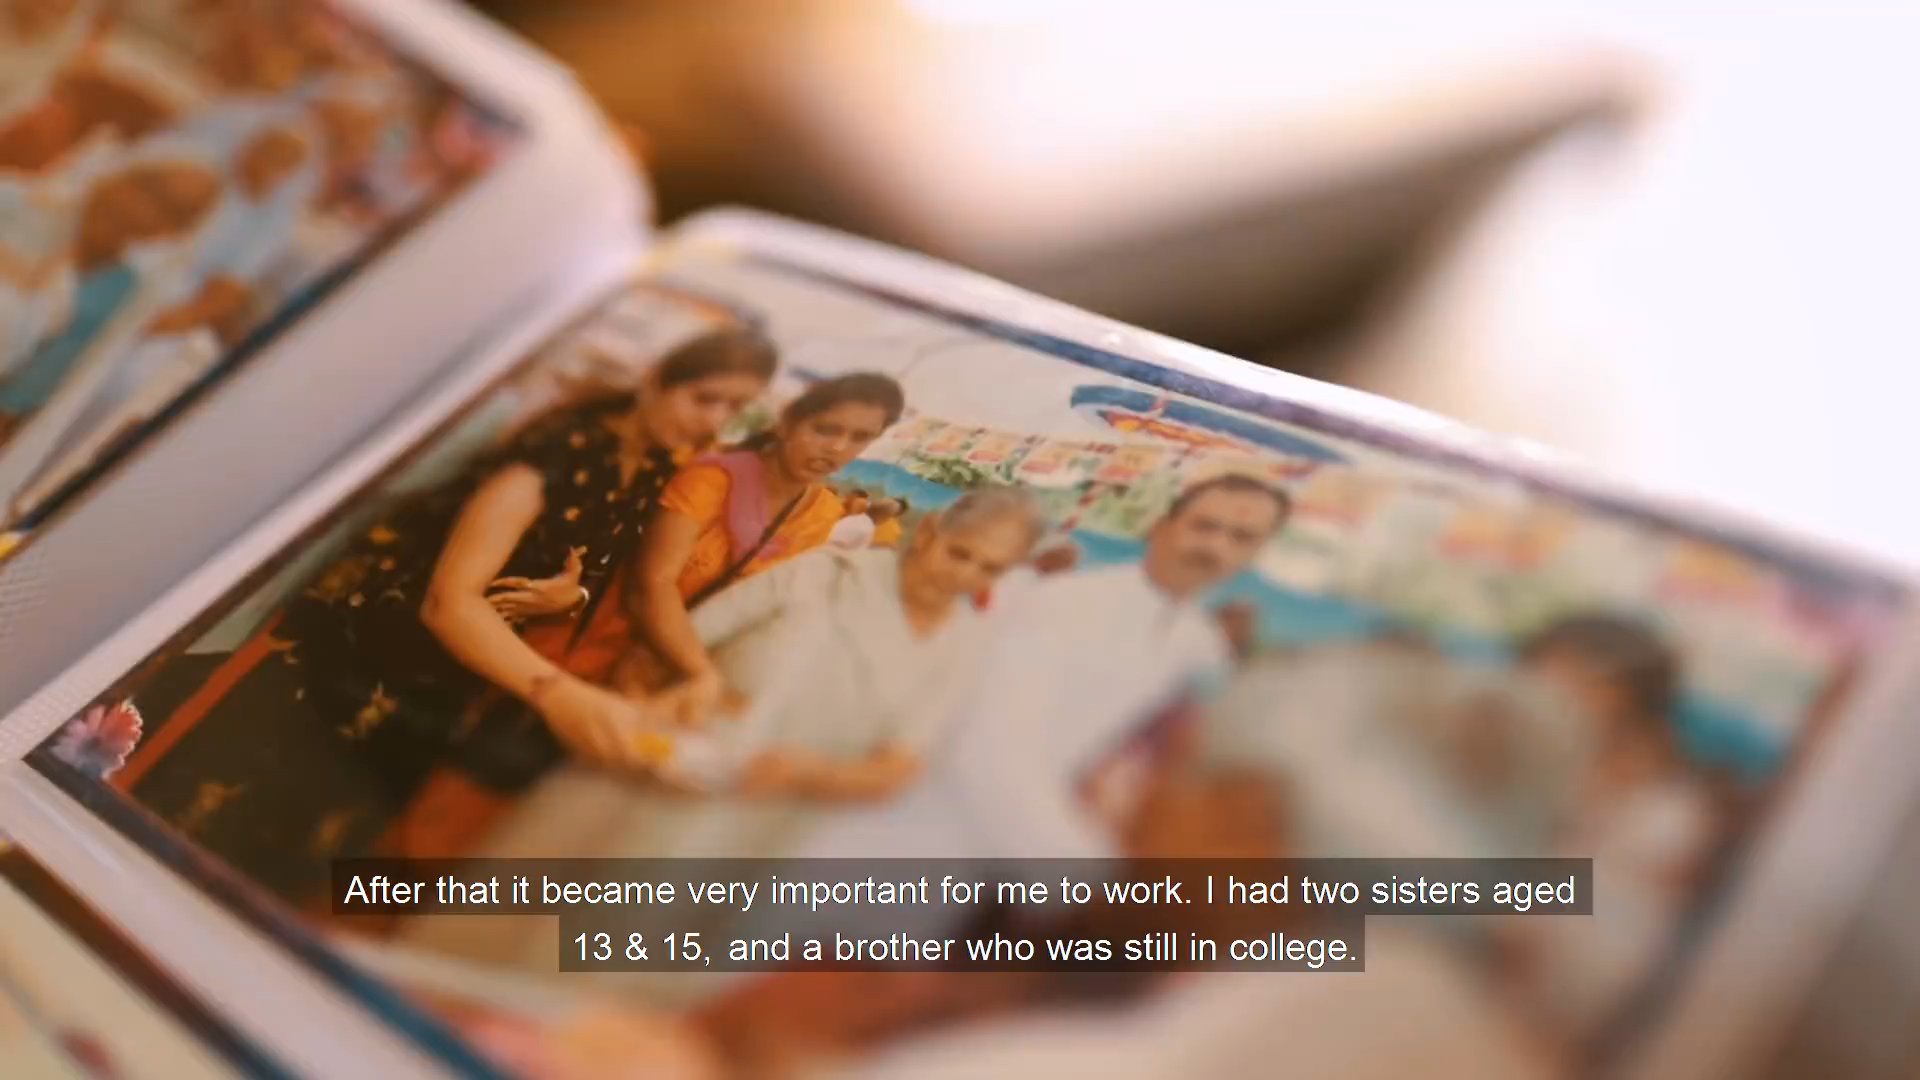 After that it became very important for me to work. I had two sisters aged
13 & 15, and a brother who was still in college.